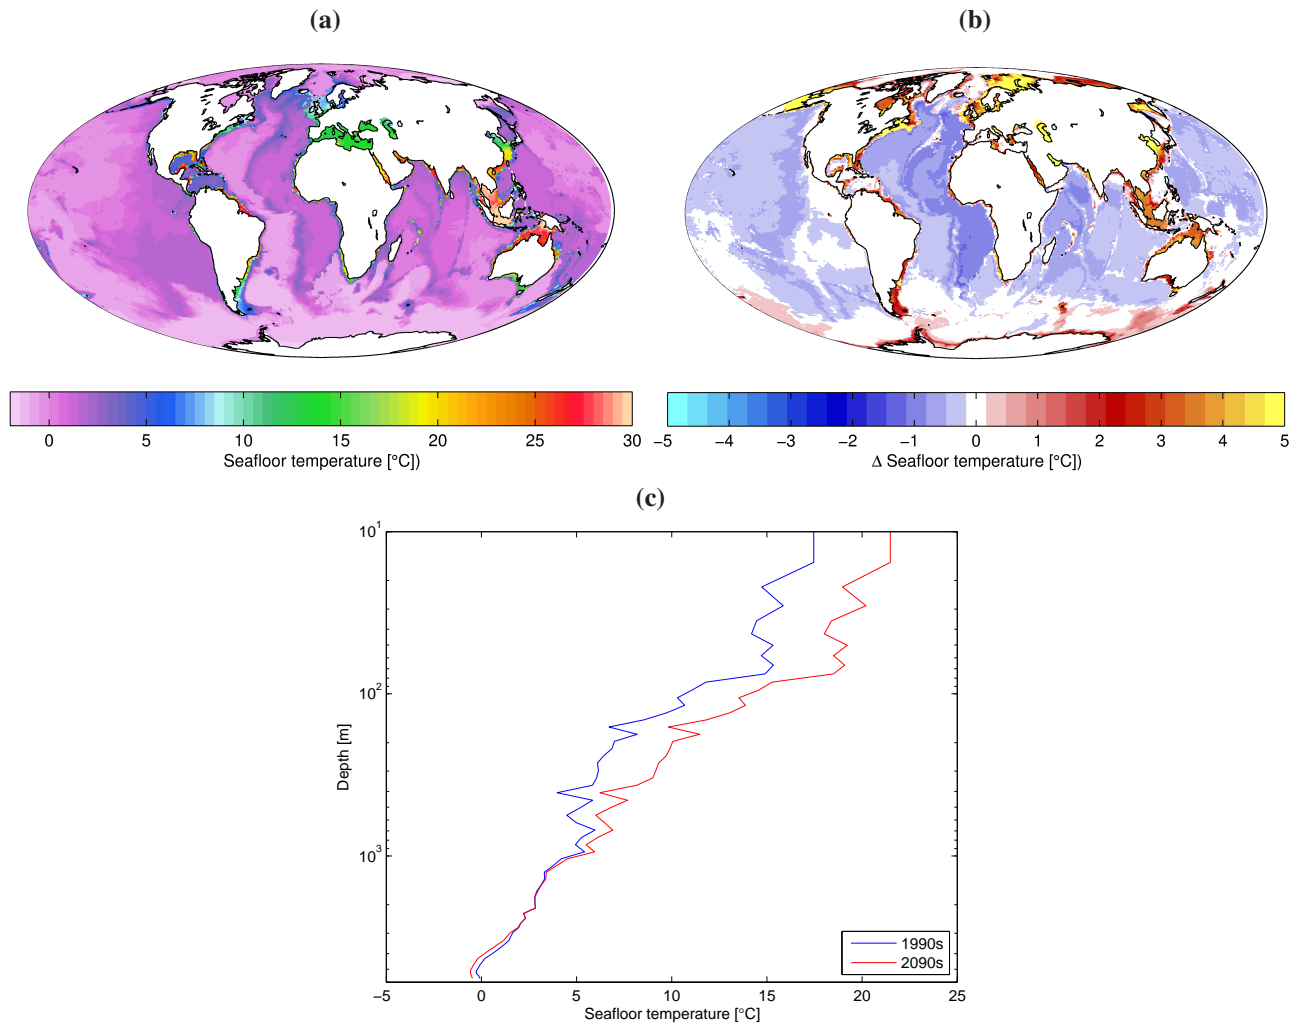 (a)
(b)
0 5 10 15 20 25 30
Seafloor temperature [°C])
−5 −4 −3 −2 −1 0 1 2 3 4 5
Δ Seafloor temperature [°C])
(c)
10¹
10²
10³
Depth [m]
1990s
2090s
−5 0 5 10 15 20 25
Seafloor temperature [°C]